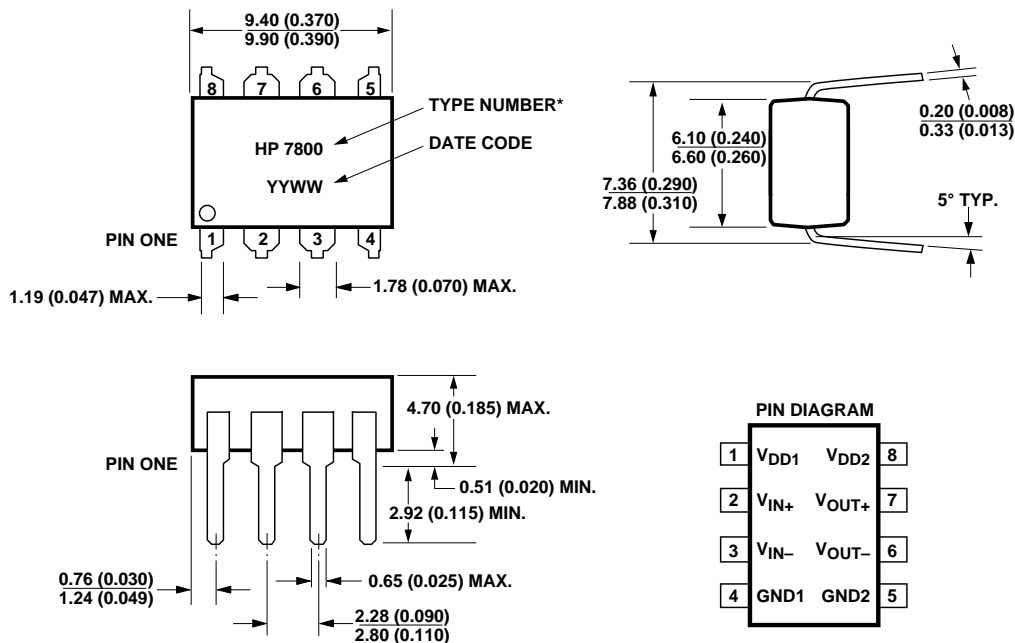 9.40 (0.370)
9.90 (0.390)
8 7 6 5
TYPE NUMBER*
HP 7800
DATE CODE
YYWW
PIN ONE
1 2 3 4
1.19 (0.047) MAX.
1.78 (0.070) MAX.
0.20 (0.008)
0.33 (0.013)
6.10 (0.240)
6.60 (0.260)
7.36 (0.290)
7.88 (0.310)
5° TYP.
4.70 (0.185) MAX.
PIN ONE
0.51 (0.020) MIN.
2.92 (0.115) MIN.
0.76 (0.030)
1.24 (0.049)
0.65 (0.025) MAX.
2.28 (0.090)
2.80 (0.110)
PIN DIAGRAM
1 VDD1 VDD2 8
2 VIN+ VOUT+ 7
3 VIN– VOUT– 6
4 GND1 GND2 5